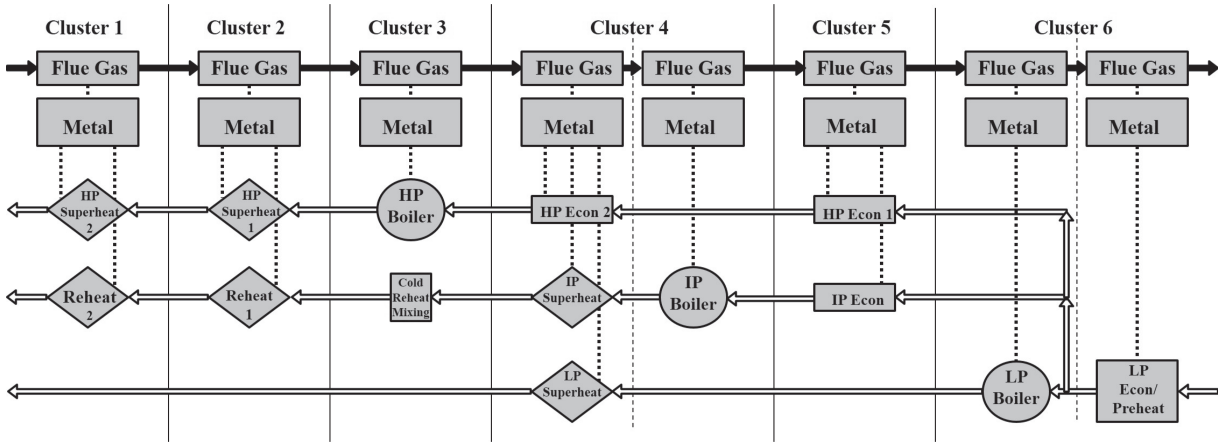 Cluster 1
Cluster 2
Cluster 3
Cluster 4
Cluster 5
Cluster 6
Flue Gas
Flue Gas
Flue Gas
Flue Gas
Flue Gas
Flue Gas
Flue Gas
Flue Gas
Metal
Metal
Metal
Metal
Metal
Metal
Metal
Metal
HP
Superheat
2
HP
Superheat
1
HP
Boiler
HP Econ 2
HP Econ 1
Reheat
2
Reheat
1
Cold
Reheat
Mixing
IP
Superheat
IP
Boiler
IP Econ
LP
Superheat
LP
Boiler
LP
Econ/
Preheat